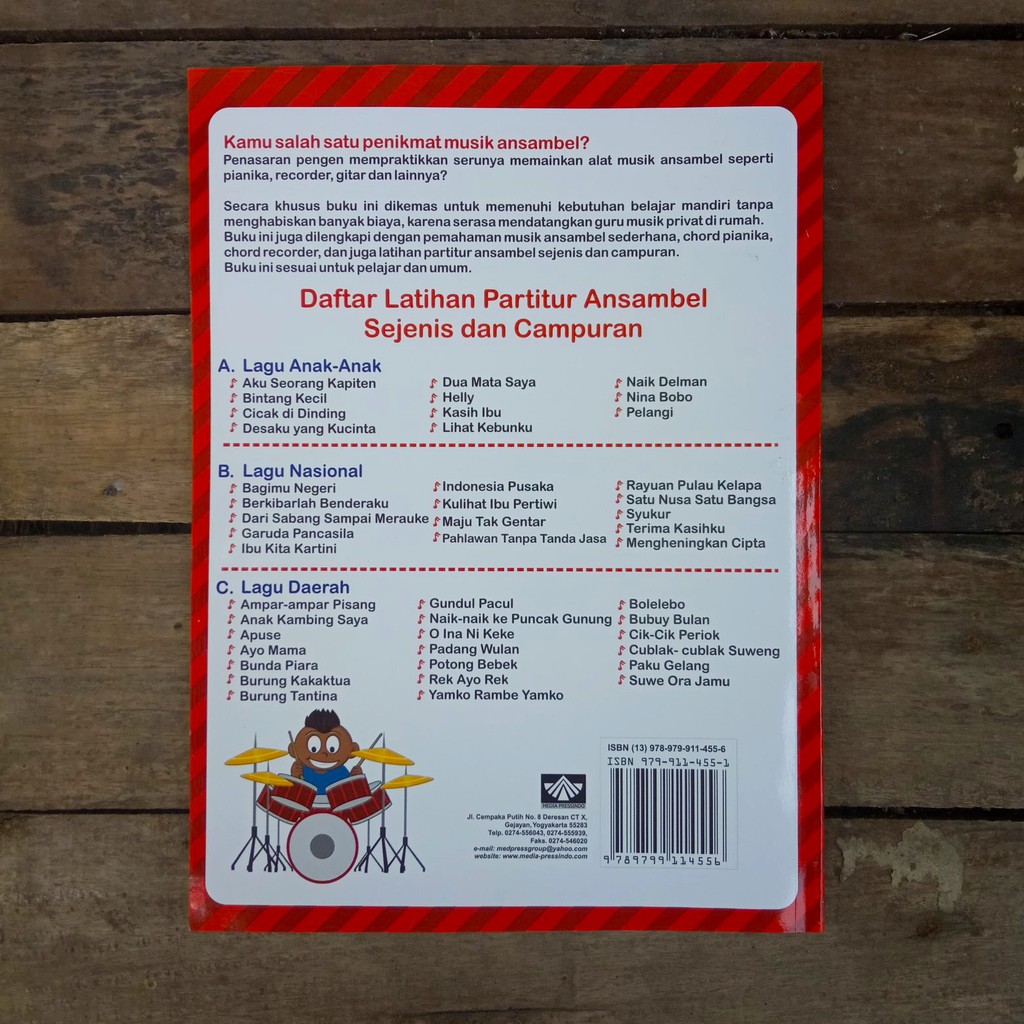 Kamu salah satu penikmat musik ansambel?
Penasaran pengen mempraktikkan serunya memainkan alat musik ansambel seperti
pianika, recorder, gitar dan lainnya?
Secara khusus buku ini dikemas untuk memenuhi kebutuhan belajar mandiri tanpa
menghabiskan banyak biaya, karena serasa mendatangkan guru musik privat di rumah.
Buku ini juga dilengkapi dengan pemahaman musik ansambel sederhana, chord pianika,
chord recorder, dan juga latihan partitur ansambel sejenis dan campuran.
Buku ini sesuai untuk pelajar dan umum.
Daftar Latihan Partitur Ansambel
Sejenis dan Campuran
A. Lagu Anak-Anak
Aku Seorang Kapiten
Bintang Kecil
Cicak di Dinding
Desaku yang Kucinta
Dua Mata Saya
Helly
Kasih Ibu
Lihat Kebunku
Naik Delman
Nina Bobo
Pelangi
B. Lagu Nasional
Bagimu Negeri
Berkibarlah Benderaku
Dari Sabang Sampai Merauke
Garuda Pancasila
Ibu Kita Kartini
Indonesia Pusaka
Kulihat Ibu Pertiwi
Maju Tak Gentar
Pahlawan Tanpa Tanda Jasa
Rayuan Pulau Kelapa
Satu Nusa Satu Bangsa
Syukur
Terima Kasihku
Mengheningkan Cipta
C. Lagu Daerah
Ampar-ampar Pisang
Anak Kambing Saya
Apuse
Ayo Mama
Bunda Piara
Burung Kakaktua
Burung Tantina
Gundul Pacul
Naik-naik ke Puncak Gunung
O Ina Ni Keke
Padang Wulan
Potong Bebek
Rek Ayo Rek
Yamko Rambe Yamko
Bolelebo
Bubuy Bulan
Cik-Cik Periok
Cublak- cublak Suweng
Paku Gelang
Suwe Ora Jamu
MEDIA PRESSINDO
Jl. Cempaka Putih No. 8 Deresan CT X,
Gejayan, Yogyakarta 55283
Telp. 0274-556043, 0274-555939,
Faks. 0274-546020
e-mail: medpressgroup@yahoo.com
website: www.media-pressindo.com
ISBN (13) 978-979-911-455-6
ISBN 979-911-455-1
9 789799 114556